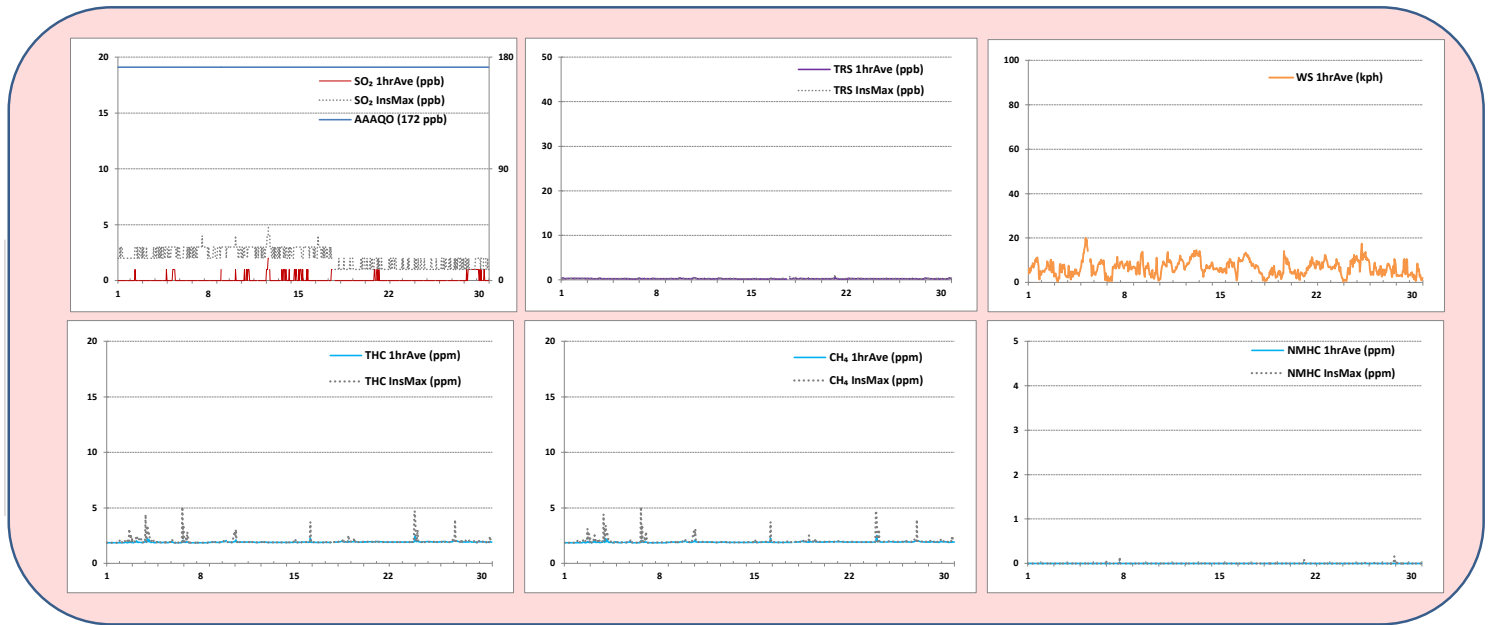 20
15
10
5
0
180
90
0
SO₂ 1hrAve (ppb)
SO₂ InsMax (ppb)
AAAQO (172 ppb)
1 8 15 22 30
50
40
30
20
10
0
TRS 1hrAve (ppb)
TRS InsMax (ppb)
1 8 15 22 30
100
80
60
40
20
0
WS 1hrAve (kph)
1 8 15 22 30
20
15
10
5
0
THC 1hrAve (ppm)
THC InsMax (ppm)
1 8 15 22 30
20
15
10
5
0
CH₄ 1hrAve (ppm)
CH₄ InsMax (ppm)
1 8 15 22 30
5
4
3
2
1
0
NMHC 1hrAve (ppm)
NMHC InsMax (ppm)
1 8 15 22 30